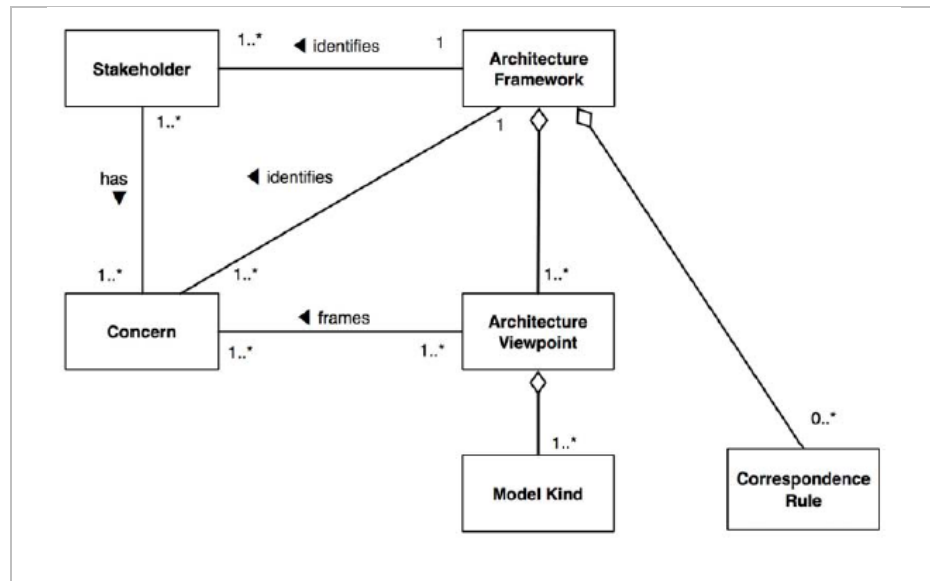 1..* ◀ identifies 1
Stakeholder
Architecture
Framework
1..*
1
has
▼
◀ identifies
1..*
1..*
1..*
Concern
◀ frames
1..*
1..*
Architecture
Viewpoint
1..*
0..*
Model Kind
Correspondence
Rule